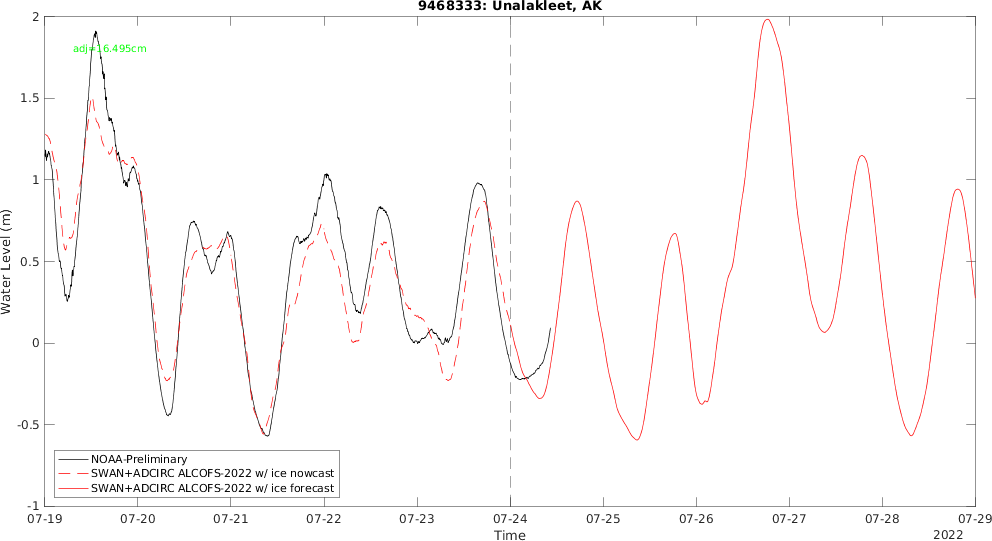 9468333: Unalakleet, AK
adj=16.495cm
Water Level (m)
2
1.5
1
0.5
0
-0.5
-1
NOAA-Preliminary
SWAN+ADCIRC ALCOFS-2022 w/ ice nowcast
SWAN+ADCIRC ALCOFS-2022 w/ ice forecast
07-19 07-20 07-21 07-22 07-23 07-24 07-25 07-26 07-27 07-28 07-29
Time
2022